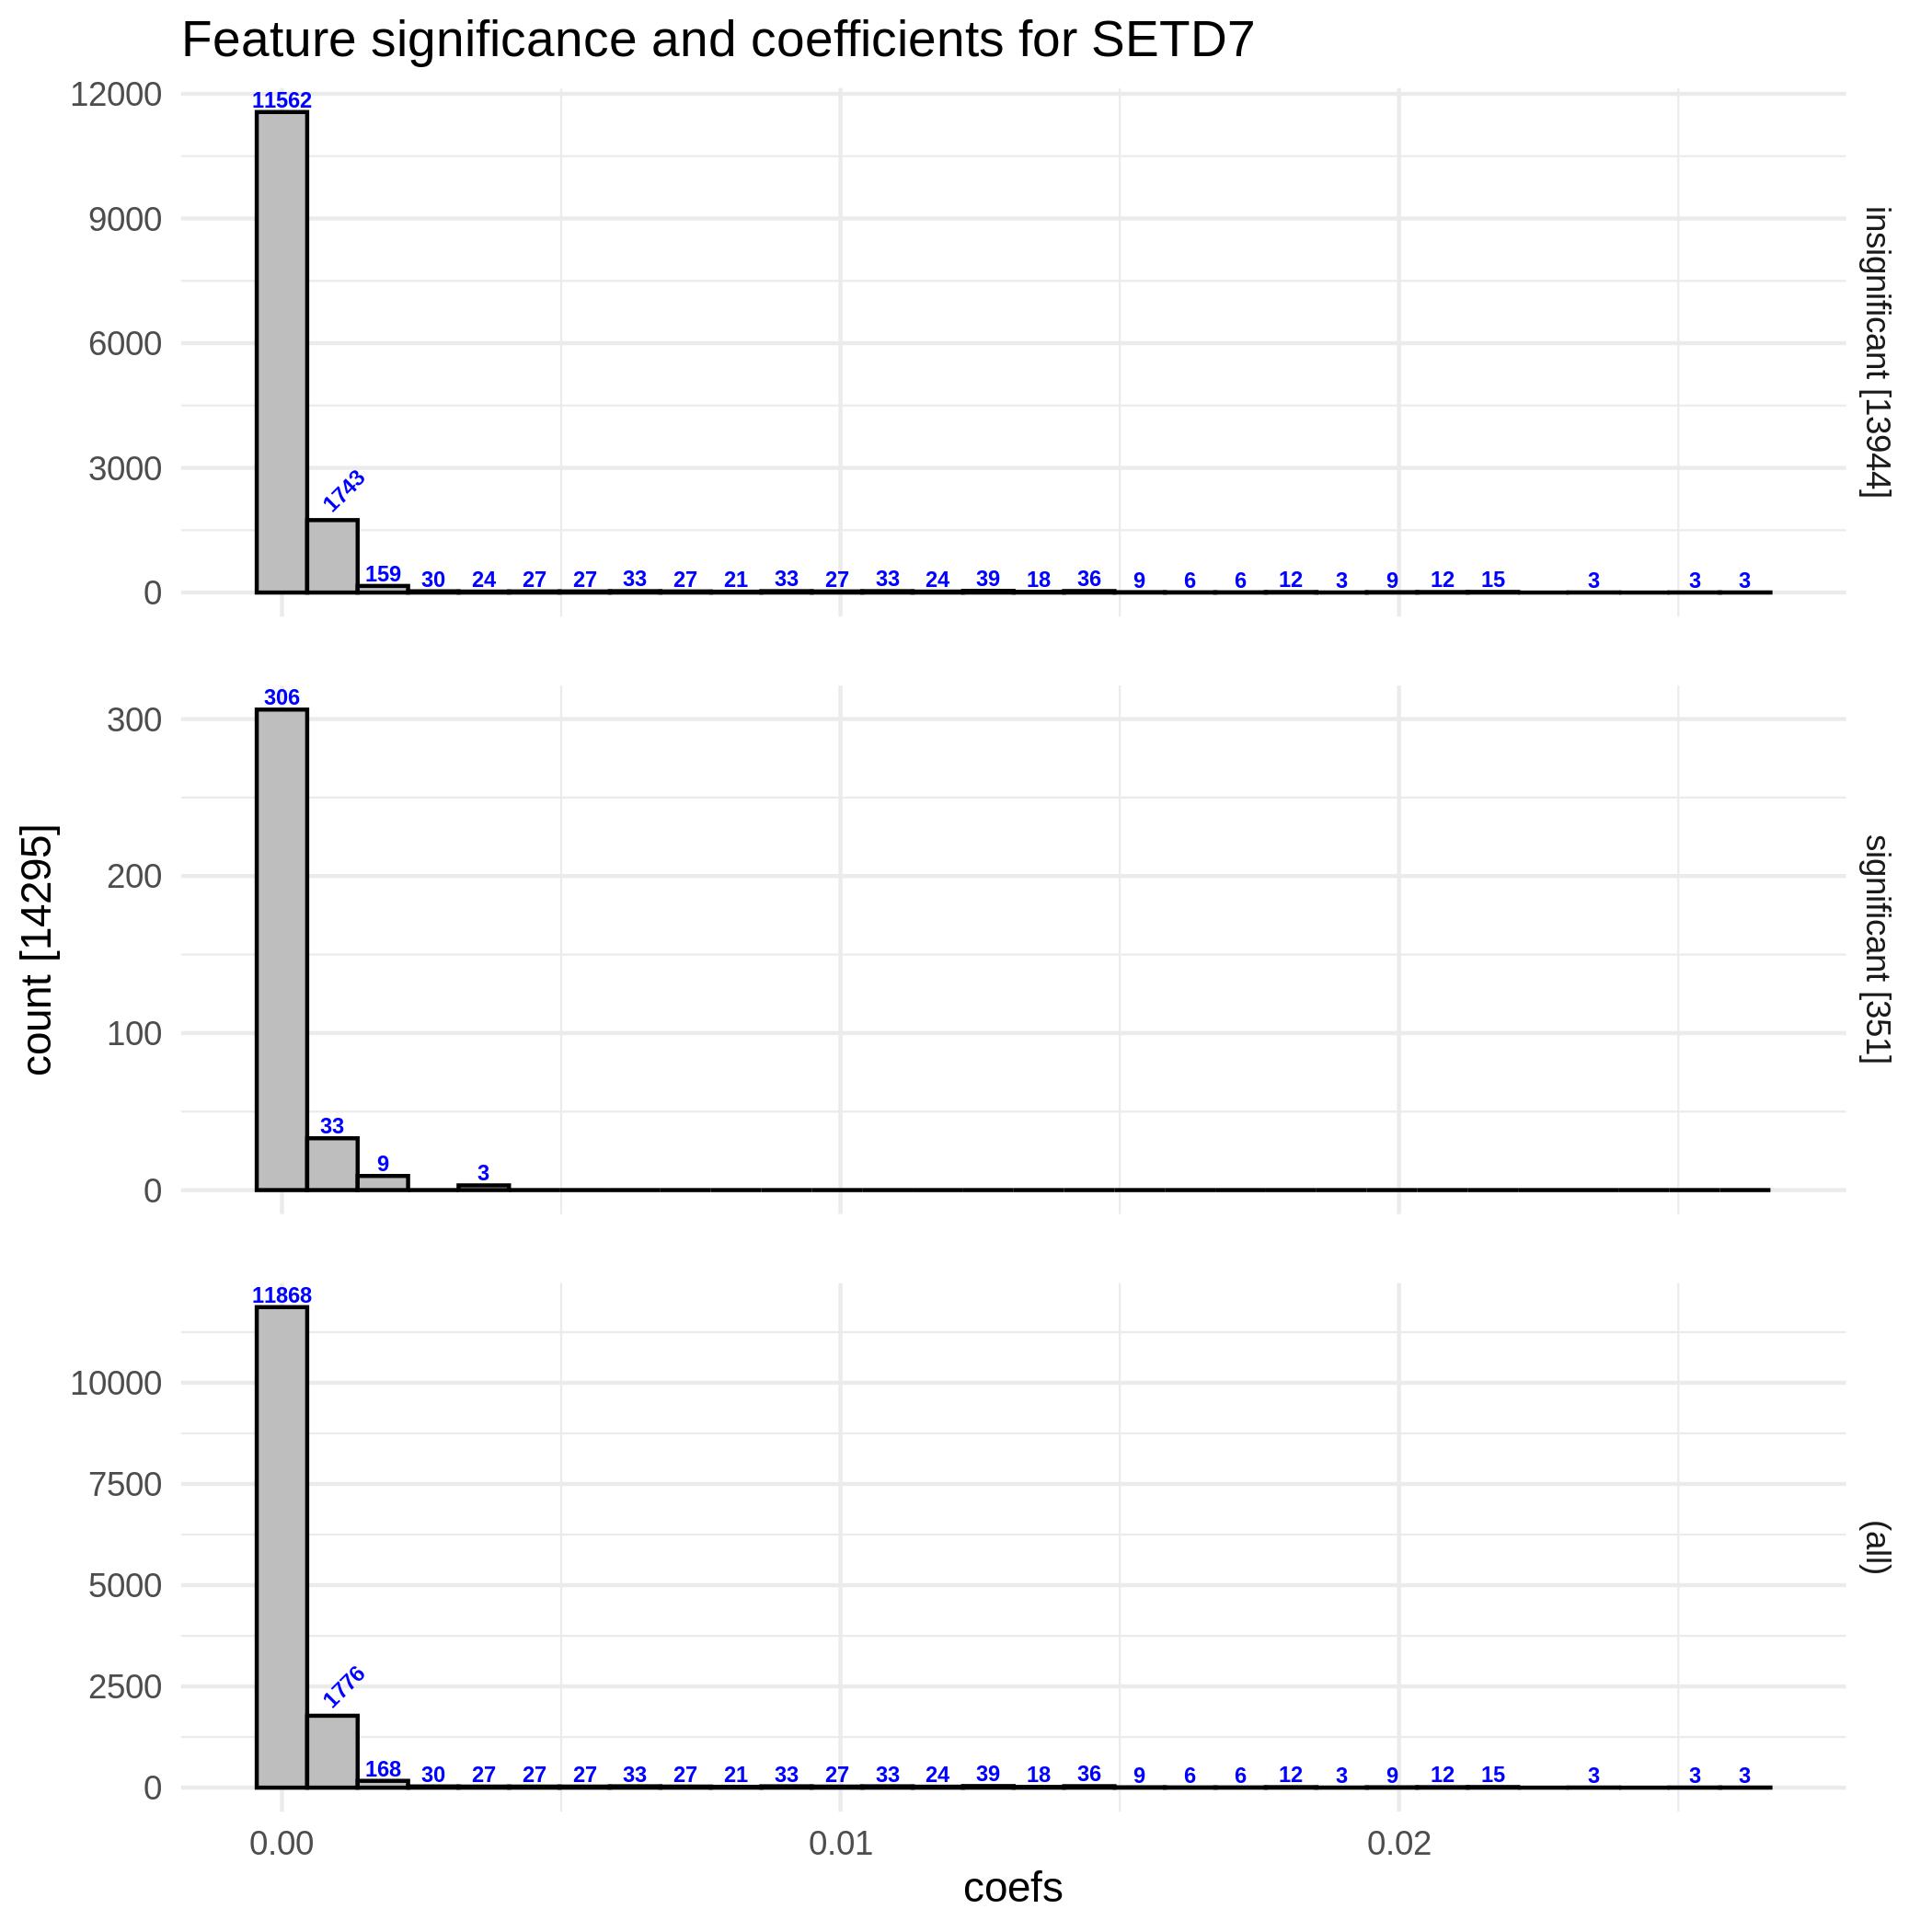 Feature significance and coefficients for SETD7
count [14295]
12000
9000
6000
3000
0
11562
1743
159 30 24 27 27 33 27 21 33 27 33 24 39 18 36 9 6 6 12 3 9 12 15 3 3 3
insignificant [13944]
300
200
100
0
306
33
9
3
significant [351]
10000
7500
5000
2500
0
11868
1776
168 30 27 27 27 33 27 21 33 27 33 24 39 18 36 9 6 6 12 3 9 12 15 3 3 3
(all)
0.00 0.01 0.02
coefs